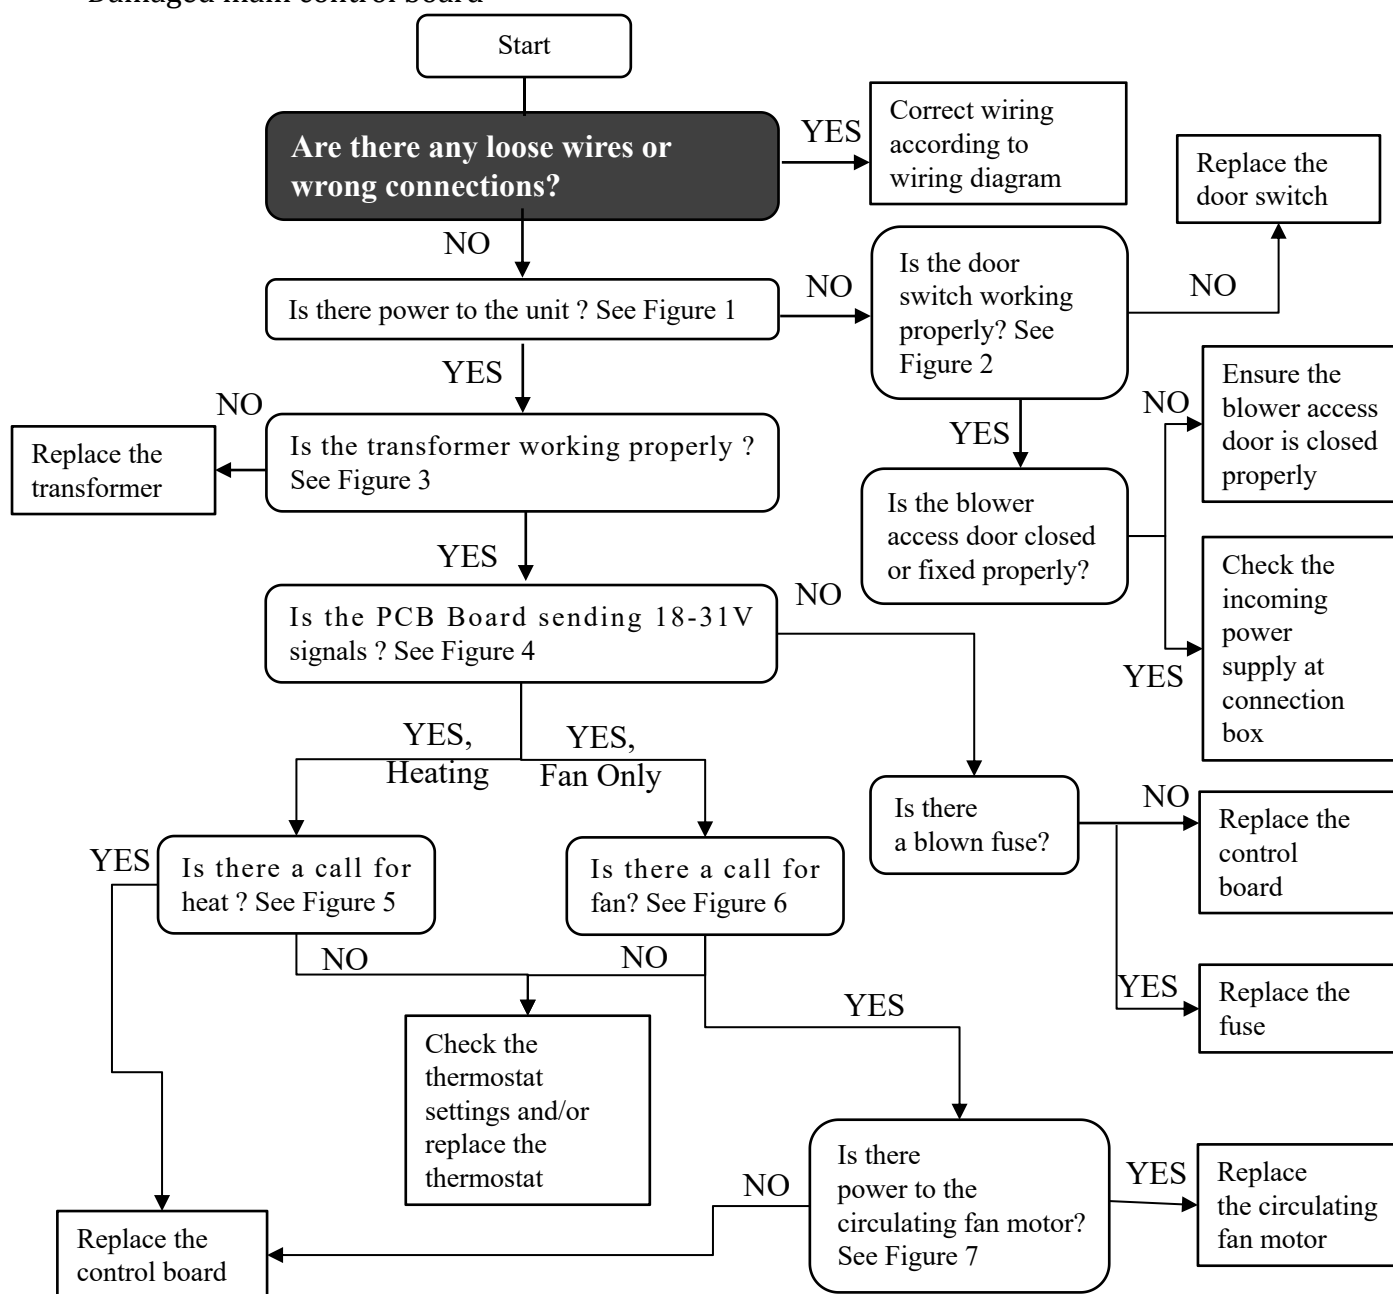 Damaged main control board
Start
Are there any loose wires or
wrong connections?
YES
Correct wiring
according to
wiring diagram
Replace the
door switch
NO
Is there power to the unit ? See Figure 1
NO
Is the door
switch working
properly? See
Figure 2
NO
YES
NO
Replace the
transformer
Is the transformer working properly ?
See Figure 3
YES
Is the blower
access door closed
or fixed properly?
NO
Ensure the
blower access
door is closed
properly
YES
Check the
incoming
power
supply at
connection
box
YES
Is the PCB Board sending 18-31V
signals ? See Figure 4
NO
YES,
Heating
YES,
Fan Only
Is there
a blown fuse?
NO
Replace the
control
board
YES
Replace the
fuse
YES
Is there a call for
heat ? See Figure 5
Is there a call for
fan? See Figure 6
NO
NO
YES
Check the
thermostat
settings and/or
replace the
thermostat
Is there
power to the
circulating fan motor?
See Figure 7
YES
Replace
the circulating
fan motor
NO
Replace the
control board